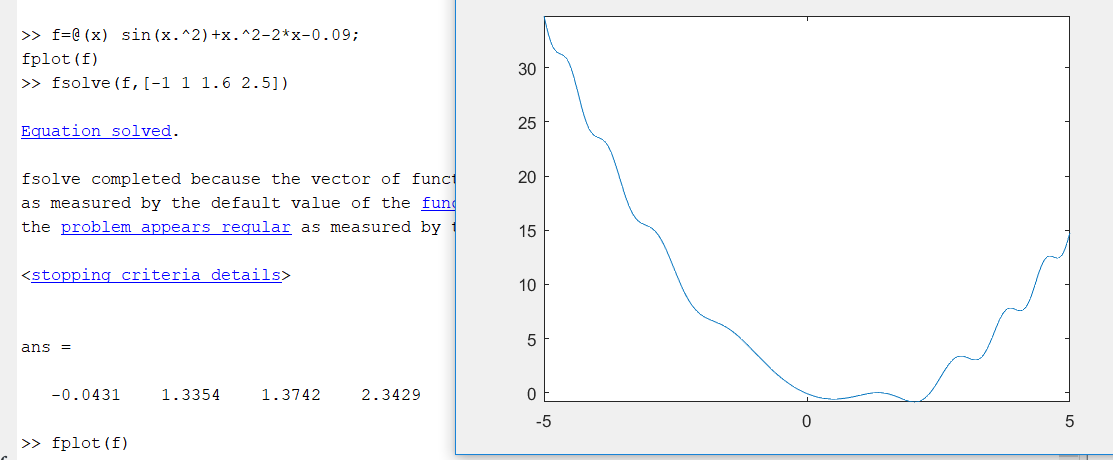 >> f=@(x) sin(x.^2)+x.^2-2*x-0.09;
fplot(f)
>> fsolve(f,[-1 1 1.6 2.5])
Equation solved.
fsolve completed because the vector of funct
as measured by the default value of the func
the problem appears regular as measured by t
<stopping criteria details>
ans =
-0.0431 1.3354 1.3742 2.3429
>> fplot(f)
30
25
20
15
10
5
0
-5 0 5